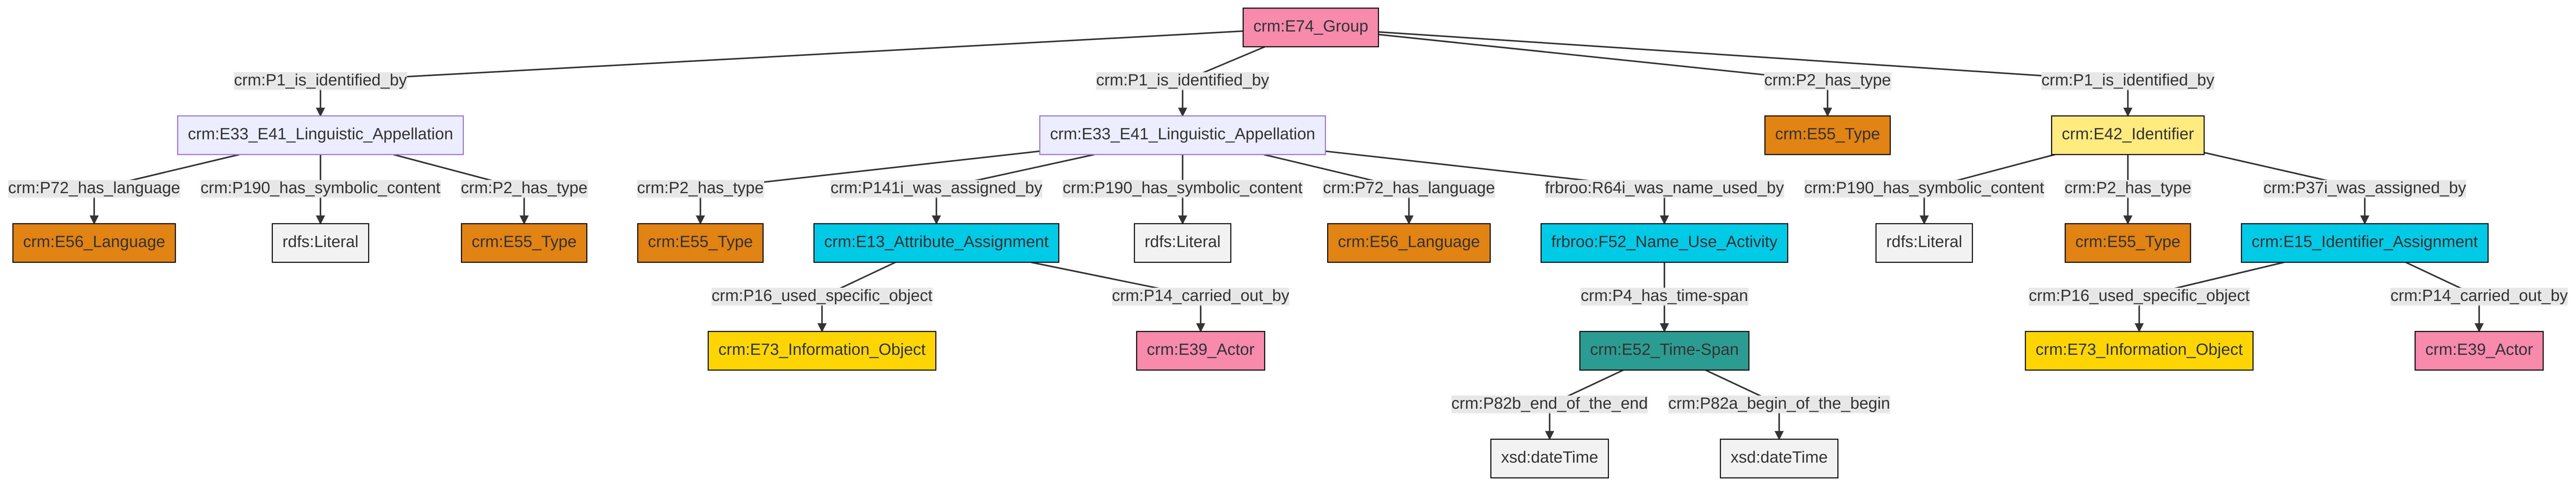 crm:E74_Group
crm:P1_is_identified_by
crm:P1_is_identified_by
crm:P2_has_type
crm:P1_is_identified_by
crm:E33_E41_Linguistic_Appellation
crm:E33_E41_Linguistic_Appellation
crm:E55_Type
crm:E42_Identifier
crm:P72_has_language
crm:P190_has_symbolic_content
crm:P2_has_type
crm:P2_has_type
crm:P141i_was_assigned_by
crm:P190_has_symbolic_content
crm:P72_has_language
frbroo:R64i_was_name_used_by
crm:P190_has_symbolic_content
crm:P2_has_type
crm:P37i_was_assigned_by
crm:E56_Language
rdfs:Literal
crm:E55_Type
crm:E55_Type
crm:E13_Attribute_Assignment
rdfs:Literal
crm:E56_Language
frbroo:F52_Name_Use_Activity
rdfs:Literal
crm:E55_Type
crm:E15_Identifier_Assignment
crm:P16_used_specific_object
crm:P14_carried_out_by
crm:P4_has_time-span
crm:P16_used_specific_object
crm:P14_carried_out_by
crm:E73_Information_Object
crm:E39_Actor
crm:E52_Time-Span
crm:E73_Information_Object
crm:E39_Actor
crm:P82b_end_of_the_end
crm:P82a_begin_of_the_begin
xsd:dateTime
xsd:dateTime